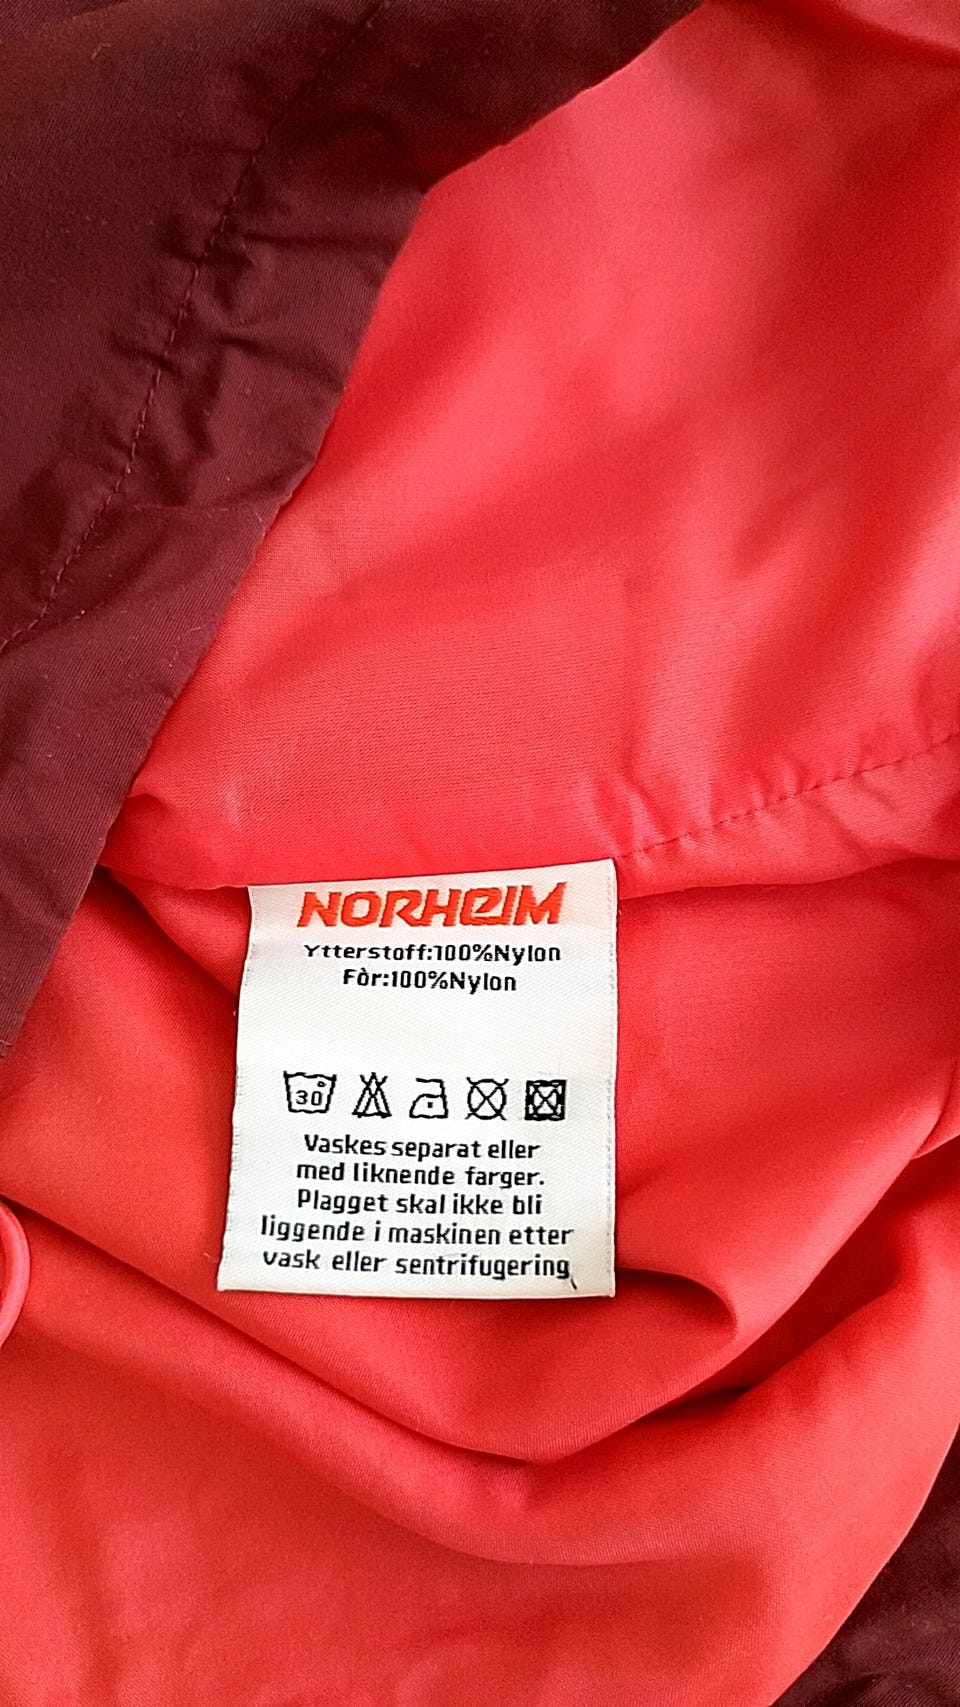 NORHEIM
Ytterstoff:100%Nylon
Fòr:100%Nylon
30
Vaskes separat eller
med liknende farger.
Plagget skal ikke bli
liggende i maskinen etter
vask eller sentrifugering